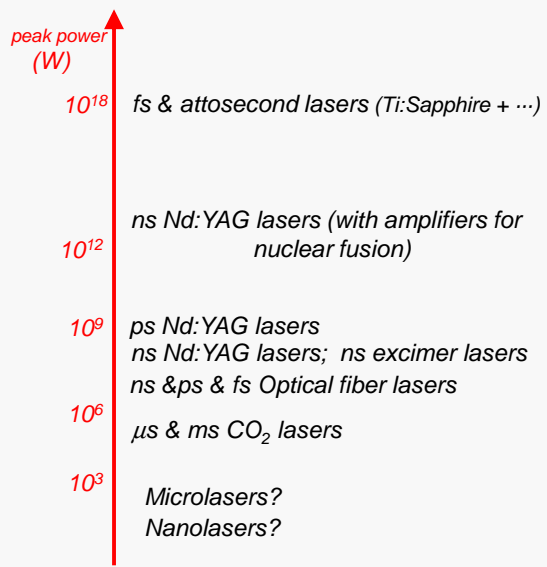 peak power
(W)
10¹⁸ fs & attosecond lasers (Ti:Sapphire + ···)
ns Nd:YAG lasers (with amplifiers for
10¹² nuclear fusion)
10⁹ ps Nd:YAG lasers
ns Nd:YAG lasers; ns excimer lasers
ns &ps & fs Optical fiber lasers
10⁶
μs & ms CO₂ lasers
10³
Microlasers?
Nanolasers?